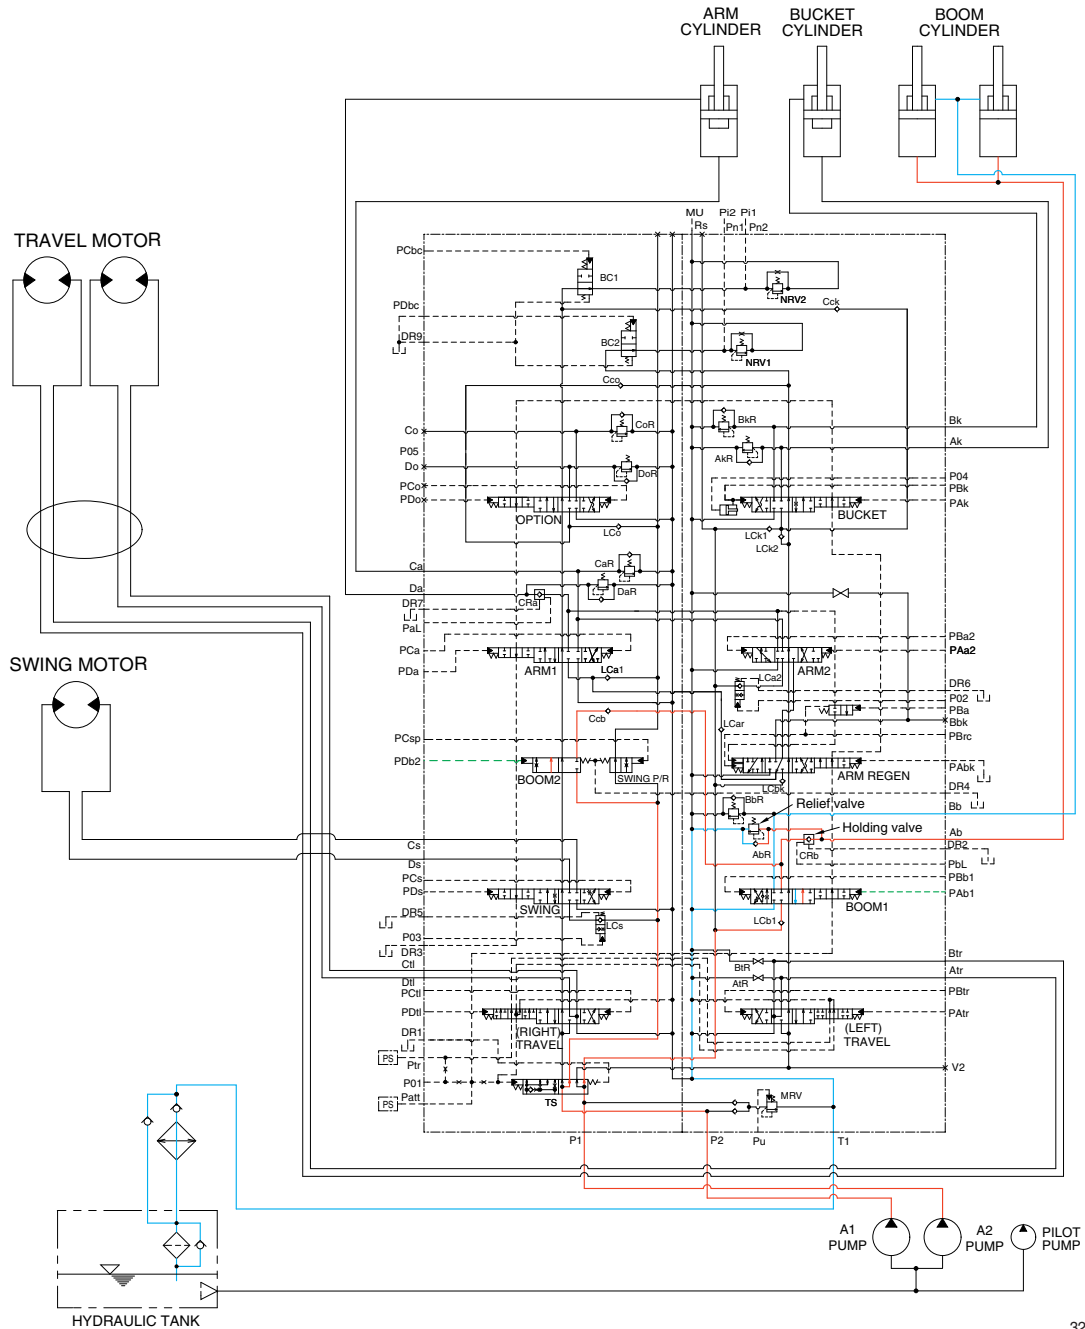 ARM
CYLINDER
BUCKET
CYLINDER
BOOM
CYLINDER
TRAVEL MOTOR
MU
Rs
Pi2
Pi1
Pn1
Pn2
PCbc
BC1
NRV2
Cck
PDbc
DR9
BC2
NRV1
Cco
Co
CoR
BkR
Bk
Ak
P05
Do
DoR
AkR
PCo
PDo
P04
PBk
PAk
OPTION
BUCKET
LCo
LCk1
LCk2
Ca
CaR
Da
DaR
DR7
CRa
PaL
PCa
PDa
ARM1
LCa1
ARM2
PBa2
PAa2
SWING MOTOR
LCa2
DR6
P02
PBa
Bbk
Ccb
LCar
PBrc
PCsp
PDb2
BOOM2
SWING P/R
ARM REGEN
PAbk
LCbk
DR4
BbR
Relief valve
Bb
Holding valve
Ab
Cs
AbR
CRb
DR2
Ds
PbL
PCs
PBb1
PDs
PAb1
SWING
BOOM1
DR5
LCs
LCb1
P03
DR3
Btr
Ctl
BtR
Atr
Dtl
AtR
PCtl
PBtr
PDtl
PAtr
(RIGHT)
TRAVEL
(LEFT)
TRAVEL
DR1
PS
Ptr
V2
P01
Patt
PS
TS
MRV
P1
P2
Pu
T1
A1
PUMP
A2
PUMP
PILOT
PUMP
HYDRAULIC TANK
32